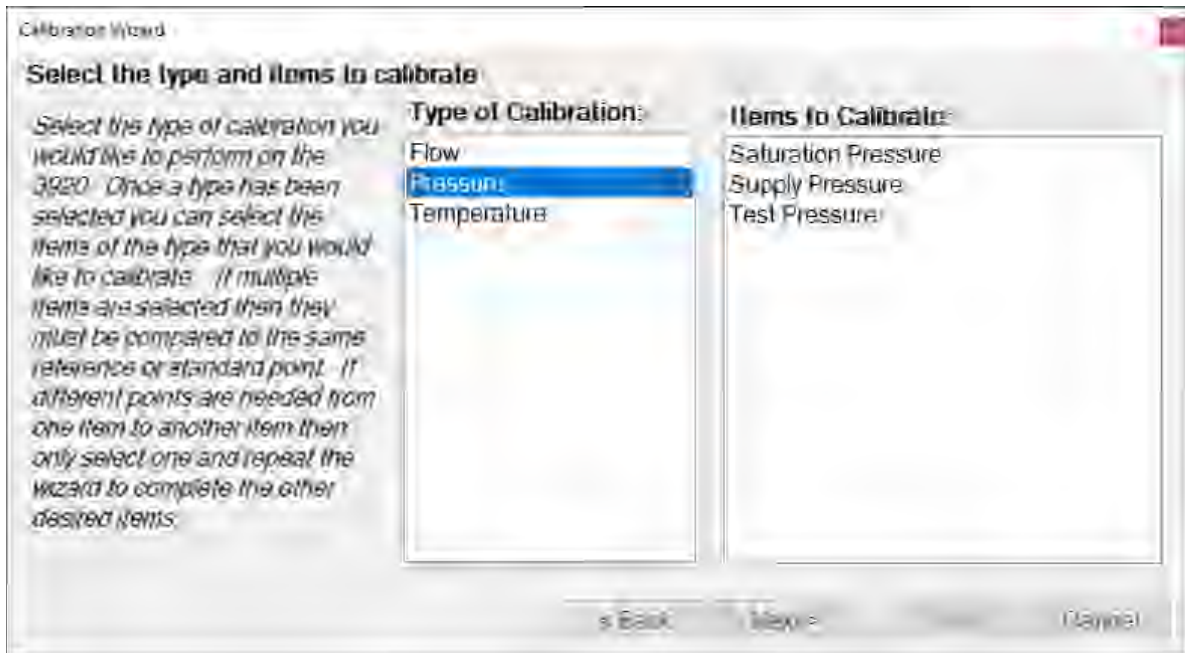 Calibration Wizard
Select the type and items to calibrate
Select the type of calibration you
would like to perform on the
3920. Once a type has been
selected you can select the
items of the type that you would
like to calibrate. If multiple
items are selected then they
must be compared to the same
reference or standard point. If
different points are needed from
one item to another item then
only select one and repeat the
wizard to complete the other
desired items.
Type of Calibration:
Flow
Pressure
Temperature
Items to Calibrate:
Saturation Pressure
Supply Pressure
Test Pressure
< Back
Next >
Cancel